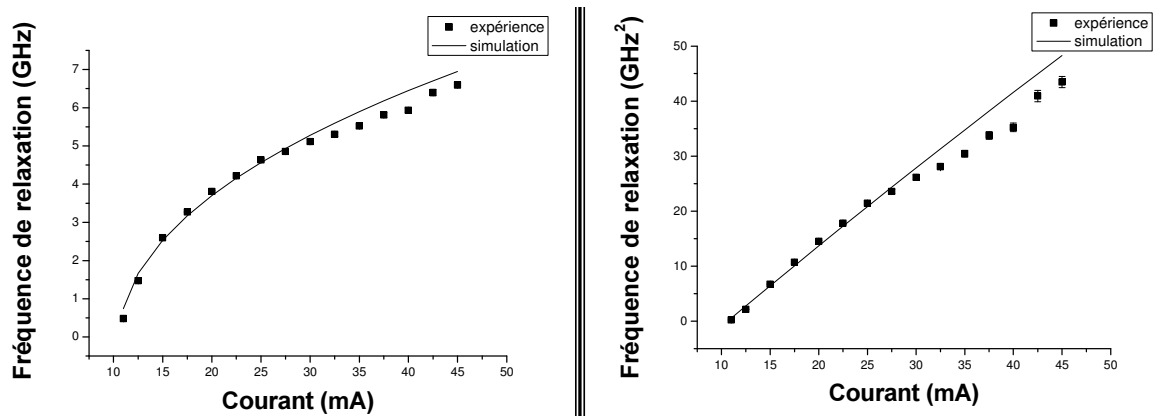 expérience
simulation
Fréquence de relaxation (GHz)
7
6
5
4
3
2
1
0
10 15 20 25 30 35 40 45 50
Courant (mA)
expérience
simulation
Fréquence de relaxation (GHz²)
50
40
30
20
10
0
10 15 20 25 30 35 40 45 50
Courant (mA)